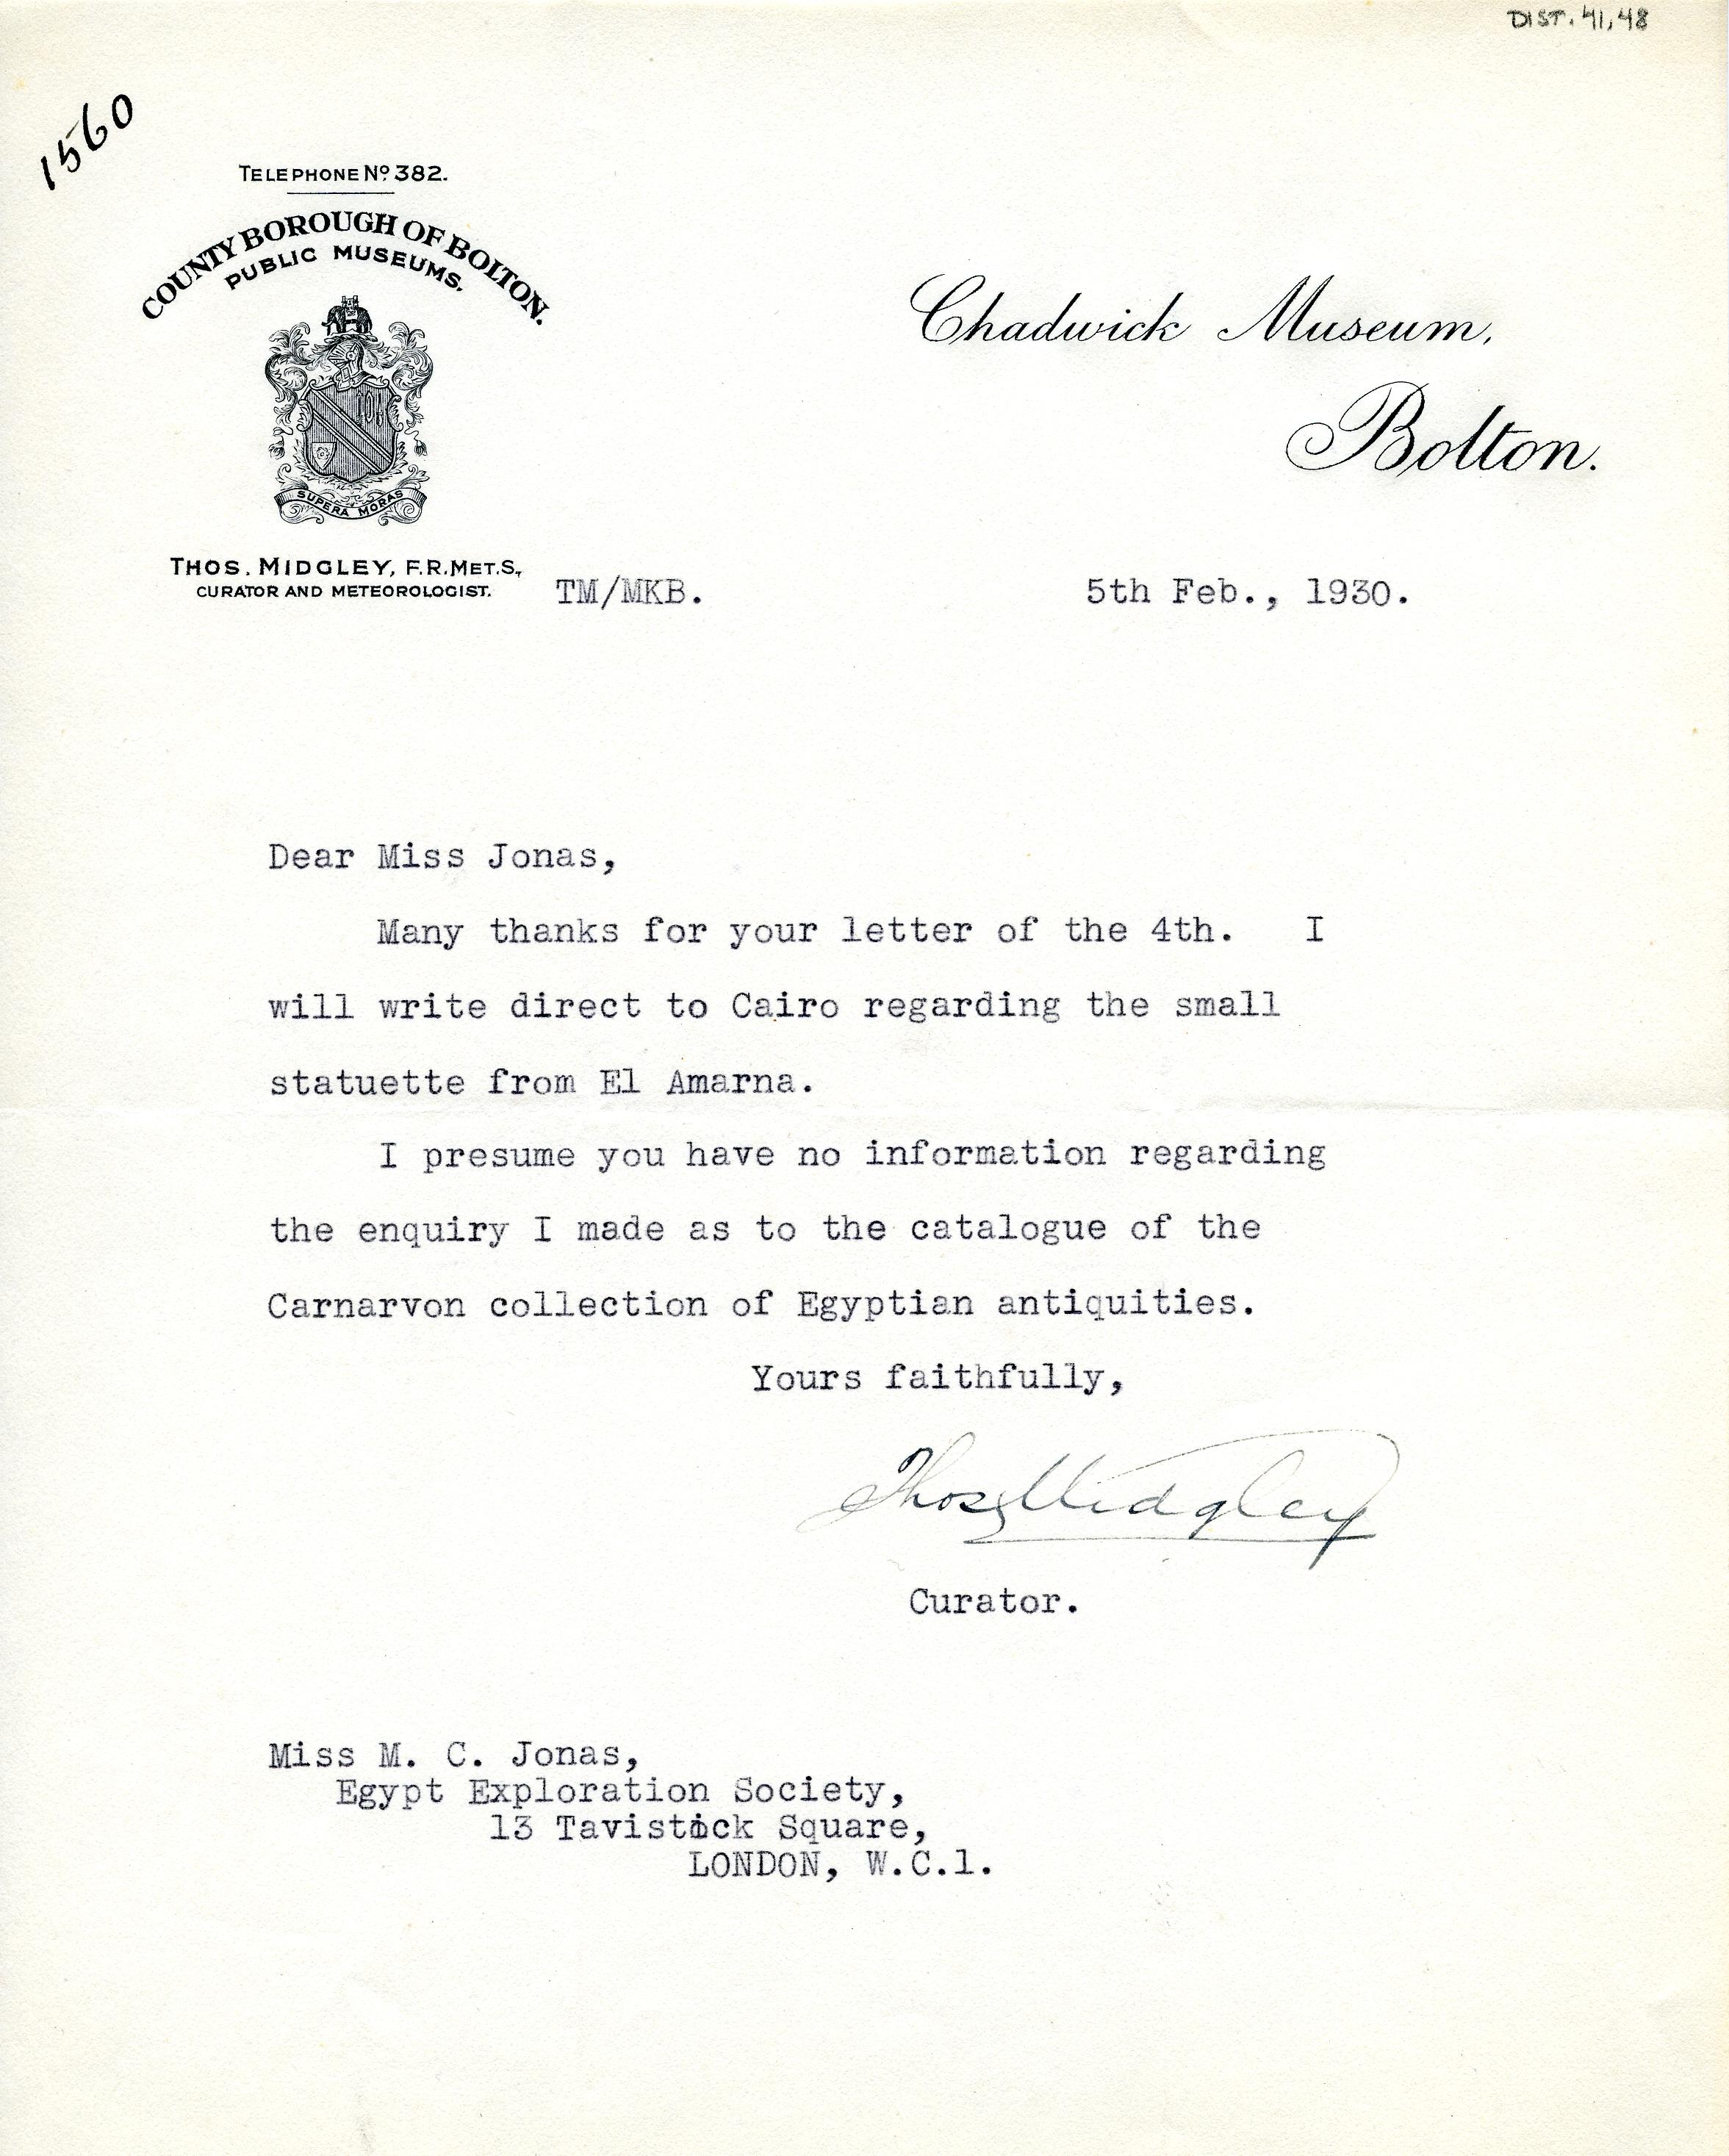 DIST. 41,48
1560
TELEPHONE No. 382.
COUNTY BOROUGH OF BOLTON.
PUBLIC MUSEUMS.
SUPERA MORAS
Chadwick Museum,
Bolton.
THOS. MIDGLEY, F.R.MET.S,
CURATOR AND METEOROLOGIST.
TM/MKB. 5th Feb., 1930.
Dear Miss Jonas,
Many thanks for your letter of the 4th. I
will write direct to Cairo regarding the small
statuette from El Amarna.
I presume you have no information regarding
the enquiry I made as to the catalogue of the
Carnarvon collection of Egyptian antiquities.
Yours faithfully,
Thos Midgley
Curator.
Miss M. C. Jonas,
Egypt Exploration Society,
13 Tavistock Square,
LONDON, W.C.1.